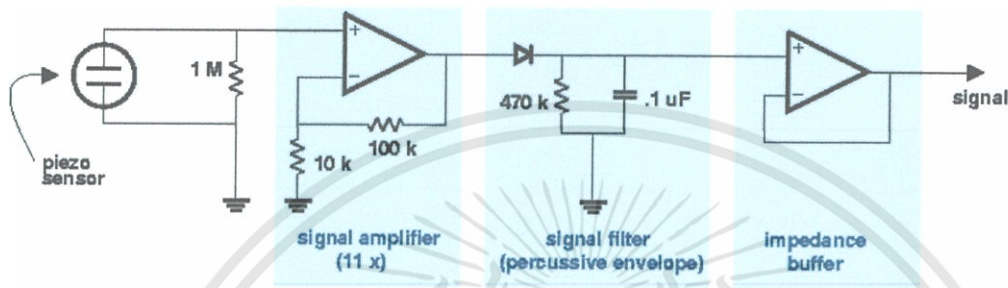 +
−
1 M
piezo
sensor
10 k
100 k
signal amplifier
(11 x)
470 k
.1 uF
signal filter
(percussive envelope)
+
−
signal
impedance
buffer